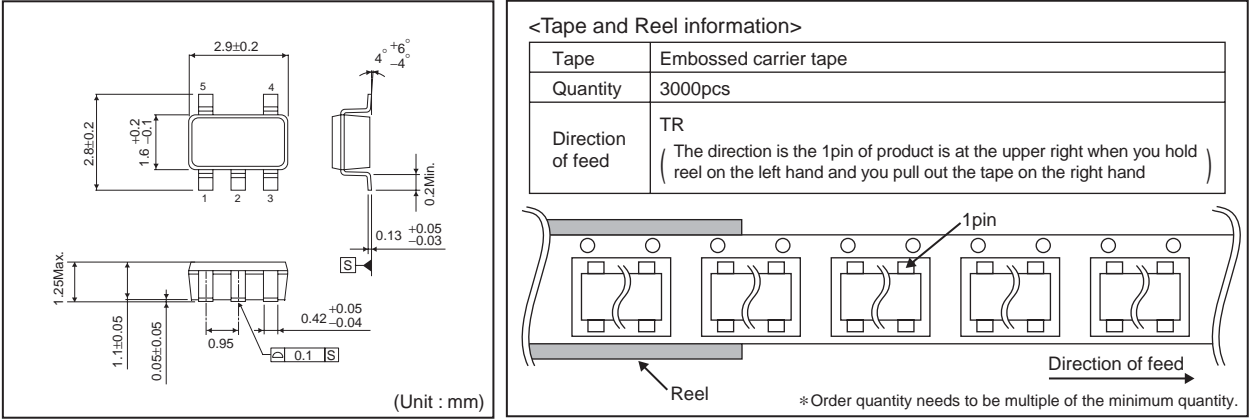 2.9±0.2
4° +6° −4°
5 4
2.8±0.2
1.6 +0.2 −0.1
1 2 3
0.2Min.
0.13 +0.05 −0.03
S
1.25Max.
1.1±0.05
0.05±0.05
0.95
0.42 +0.05 −0.04
⌓ 0.1 S
(Unit : mm)
<Tape and Reel information>
Tape Embossed carrier tape
Quantity 3000pcs
Direction of feed
TR
( The direction is the 1pin of product is at the upper right when you hold
reel on the left hand and you pull out the tape on the right hand )
1pin
Direction of feed
Reel
∗Order quantity needs to be multiple of the minimum quantity.